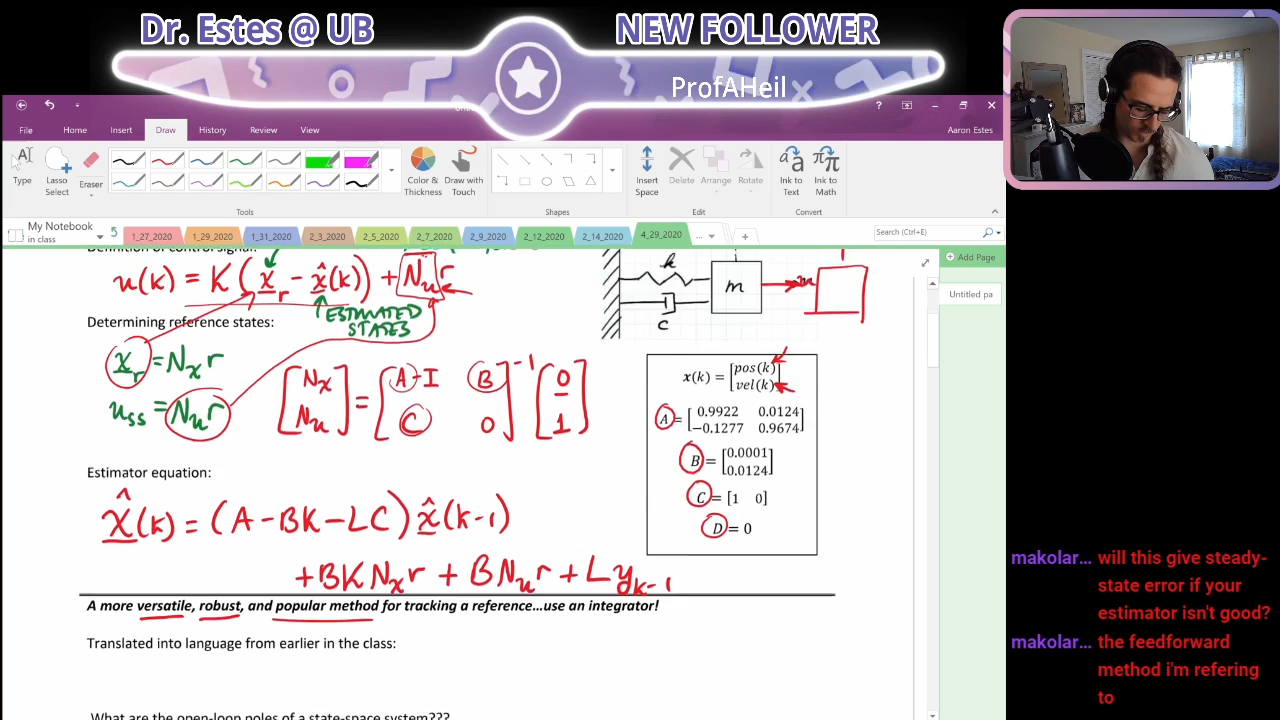 Dr. Estes @ UB
NEW FOLLOWER
ProfAHeil
Aaron Estes
File Home Insert Draw History Review View
Type
Lasso Select
Eraser
Color & Thickness
Draw with Touch
Insert Space
Delete
Arrange
Rotate
Ink to Text
Ink to Math
Tools
Shapes
Edit
Convert
My Notebook
in class
5
1_27_2020 1_29_2020 1_31_2020 2_3_2020 2_5_2020 2_7_2020 2_9_2020 2_12_2020 2_14_2020 4_29_2020 ...
Search (Ctrl+E)
Add Page
Untitled pa
u(k) = K(x_r - x̂(k)) + N_u r
ESTIMATED
STATES
Determining reference states:
x_r = N_x r
u_ss = N_u r
[N_x N_u] = [A-I B C 0]^-1 [0 1]
k
m
c
u
x(k) = [pos(k) vel(k)]
A = [0.9922 0.0124 −0.1277 0.9674]
B = [0.0001 0.0124]
C = [1 0]
D = 0
Estimator equation:
x̂(k) = (A - BK - LC) x̂(k-1)
+ BKN_x r + BN_u r + Ly_k-1
A more versatile, robust, and popular method for tracking a reference…use an integrator!
Translated into language from earlier in the class:
What are the open-loop poles of a state-space system???
makolar... will this give steady-
state error if your
estimator isn't good?
makolar... the feedforward
method i'm refering
to